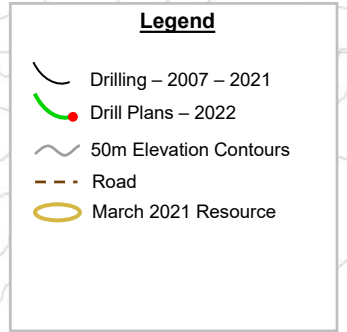 Legend
Drilling – 2007 – 2021
Drill Plans – 2022
50m Elevation Contours
Road
March 2021 Resource